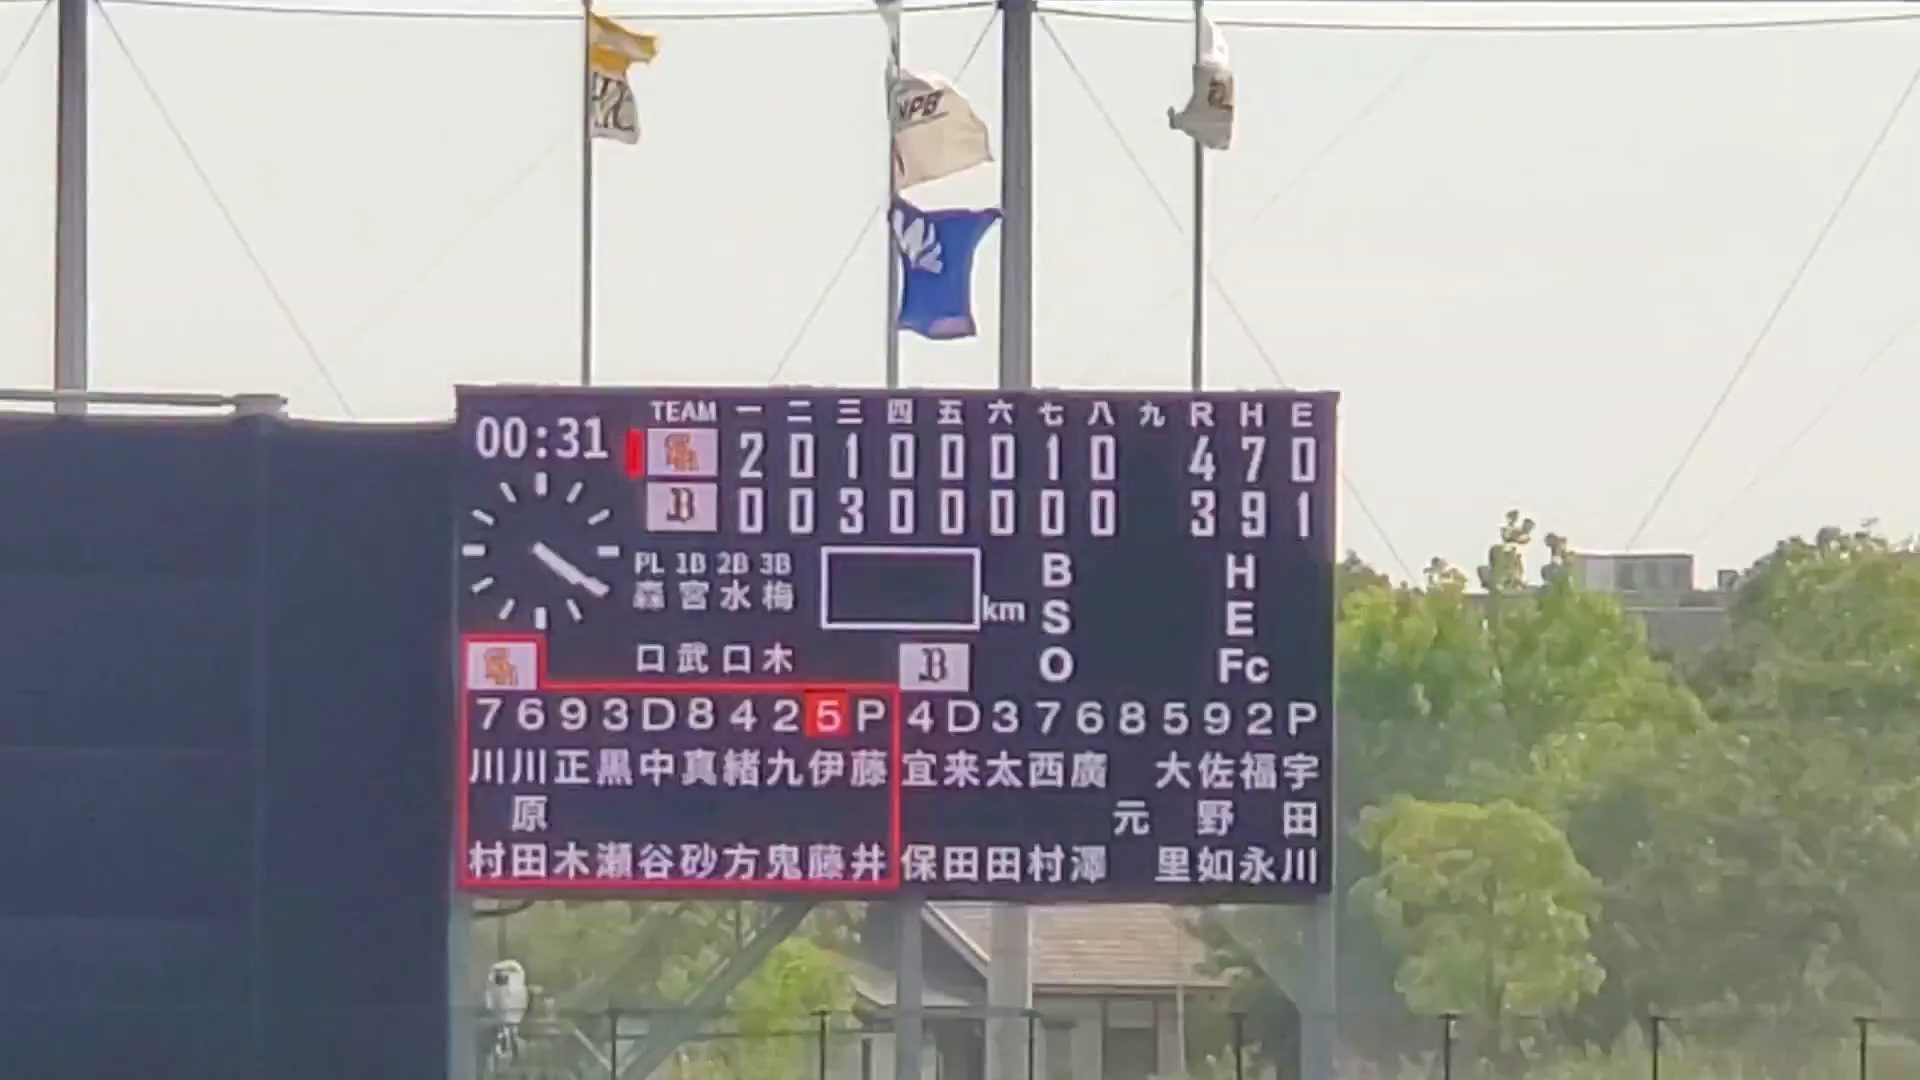 NPB
W
00:31
TEAM 一 二 三 四 五 六 七 八 九 R H E
SH 2 0 1 0 0 0 1 0 4 7 0
B 0 0 3 0 0 0 0 0 3 9 1
PL 1B 2B 3B
森口 宮武 水口 梅木
km
B H
S E
O Fc
SH B
7 6 9 3 D 8 4 2 5 P 4 D 3 7 6 8 5 9 2 P
川村 川原田 正木 黒瀬 中谷 真砂 緒方 九鬼 伊藤 藤井 宜保 来田 太田 西村 廣澤 元 大里 佐野如 福永 宇田川